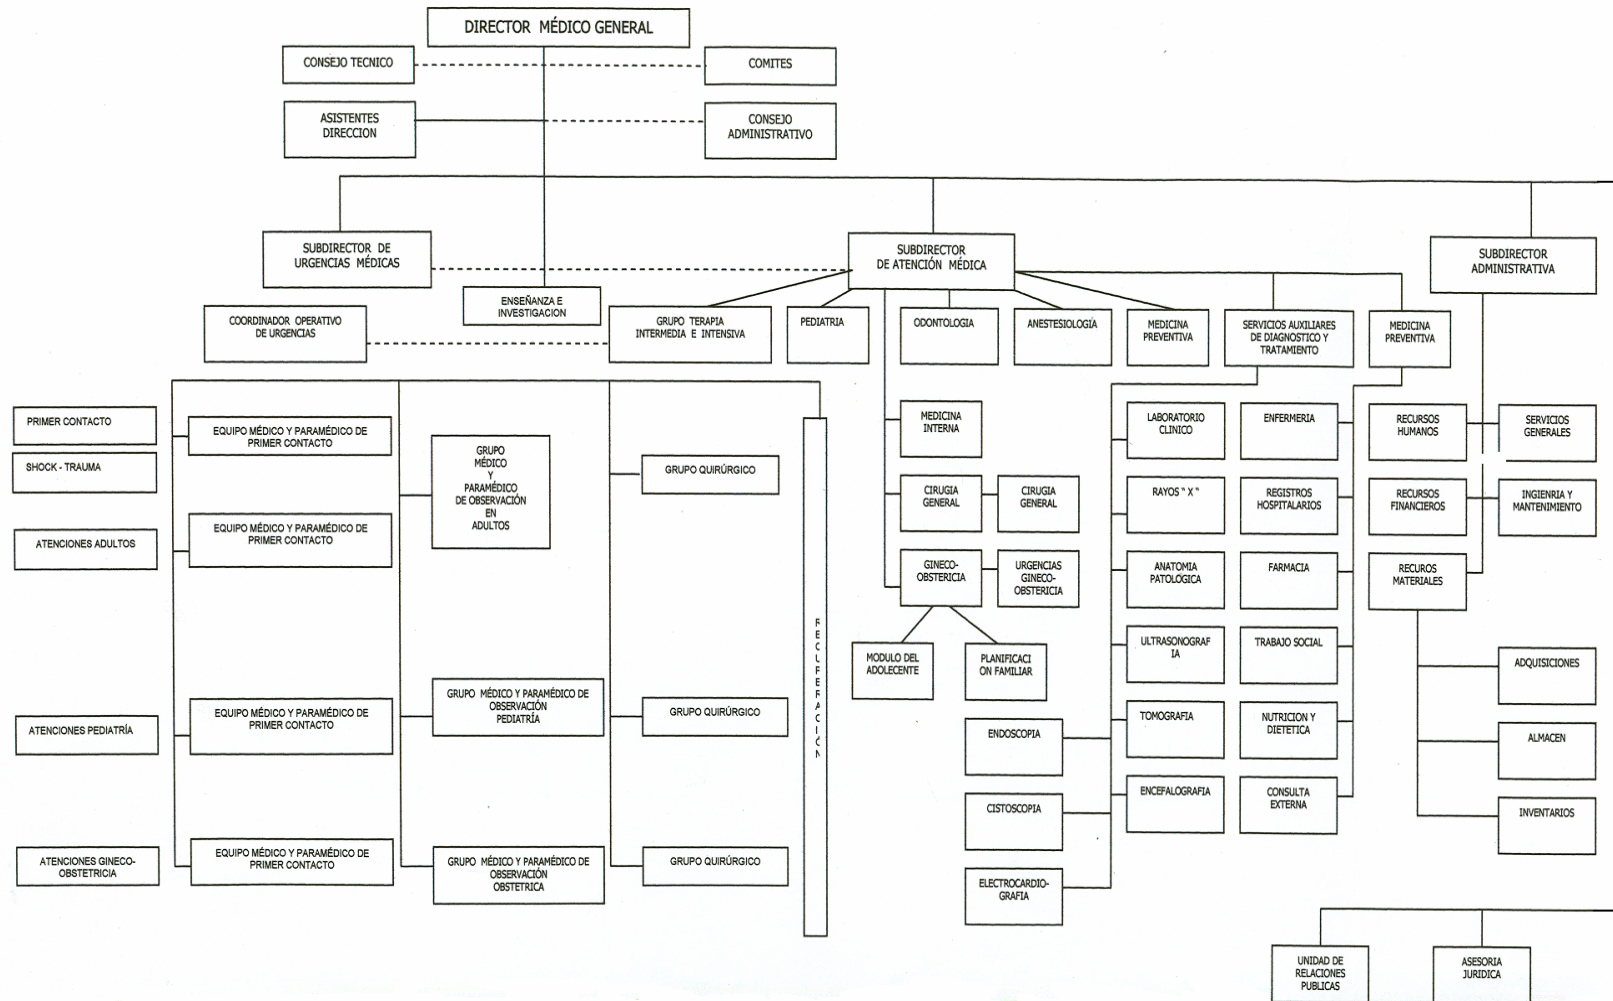 DIRECTOR MÉDICO GENERAL
CONSEJO TECNICO
COMITES
ASISTENTES
DIRECCION
CONSEJO
ADMINISTRATIVO
SUBDIRECTOR DE
URGENCIAS MÉDICAS
SUBDIRECTOR
DE ATENCIÓN MÉDICA
SUBDIRECTOR
ADMINISTRATIVA
ENSEÑANZA E
INVESTIGACION
COORDINADOR OPERATIVO
DE URGENCIAS
GRUPO TERAPIA
INTERMEDIA E INTENSIVA
PEDIATRIA
ODONTOLOGIA
ANESTESIOLOGÍA
MEDICINA
PREVENTIVA
SERVICIOS AUXILIARES
DE DIAGNOSTICO Y
TRATAMIENTO
MEDICINA
PREVENTIVA
PRIMER CONTACTO
SHOCK - TRAUMA
ATENCIONES ADULTOS
ATENCIONES PEDIATRÍA
ATENCIONES GINECO-
OBSTETRICIA
EQUIPO MÉDICO Y PARAMÉDICO DE
PRIMER CONTACTO
EQUIPO MÉDICO Y PARAMÉDICO DE
PRIMER CONTACTO
EQUIPO MÉDICO Y PARAMÉDICO DE
PRIMER CONTACTO
EQUIPO MÉDICO Y PARAMÉDICO DE
PRIMER CONTACTO
GRUPO
MÉDICO
Y
PARAMÉDICO
DE OBSERVACIÓN
EN
ADULTOS
GRUPO MÉDICO Y PARAMÉDICO DE
OBSERVACIÓN
PEDIATRÍA
GRUPO MÉDICO Y PARAMÉDICO DE
OBSERVACIÓN
OBSTETRICA
GRUPO QUIRÚRGICO
GRUPO QUIRÚRGICO
GRUPO QUIRÚRGICO
RECUPERACIÓN
MEDICINA
INTERNA
CIRUGIA
GENERAL
CIRUGIA
GENERAL
GINECO-
OBSTERICIA
URGENCIAS
GINECO-
OBSTERICIA
MODULO DEL
ADOLECENTE
PLANIFICACI
ON FAMILIAR
ENDOSCOPIA
CISTOSCOPIA
ELECTROCARDIO-
GRAFIA
LABORATORIO
CLINICO
RAYOS " X "
ANATOMIA
PATOLOGICA
ULTRASONOGRAF
IA
TOMOGRAFIA
ENCEFALOGRAFIA
ENFERMERIA
REGISTROS
HOSPITALARIOS
FARMACIA
TRABAJO SOCIAL
NUTRICION Y
DIETETICA
CONSULTA
EXTERNA
RECURSOS
HUMANOS
SERVICIOS
GENERALES
RECURSOS
FINANCIEROS
INGIENRIA Y
MANTENIMIENTO
RECUROS
MATERIALES
ADQUISICIONES
ALMACEN
INVENTARIOS
UNIDAD DE
RELACIONES
PUBLICAS
ASESORIA
JURIDICA